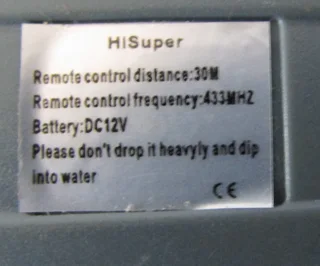 HiSuper
Remote control distance:30M
Remote control frequency:433MHZ
Battery:DC12V
Please don't drop it heavyly and dip
into water
CE